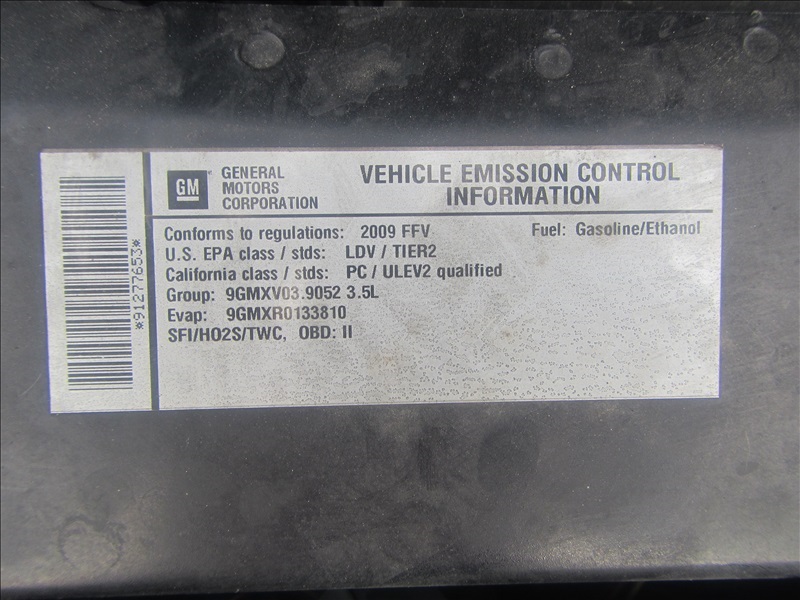 GM
GENERAL
MOTORS
CORPORATION
VEHICLE EMISSION CONTROL
INFORMATION
Conforms to regulations: 2009 FFV
Fuel: Gasoline/Ethanol
U.S. EPA class / stds: LDV / TIER2
California class / stds: PC / ULEV2 qualified
Group: 9GMXV03.9052 3.5L
Evap: 9GMXR0133810
SFI/HO2S/TWC, OBD: II
*91277653*